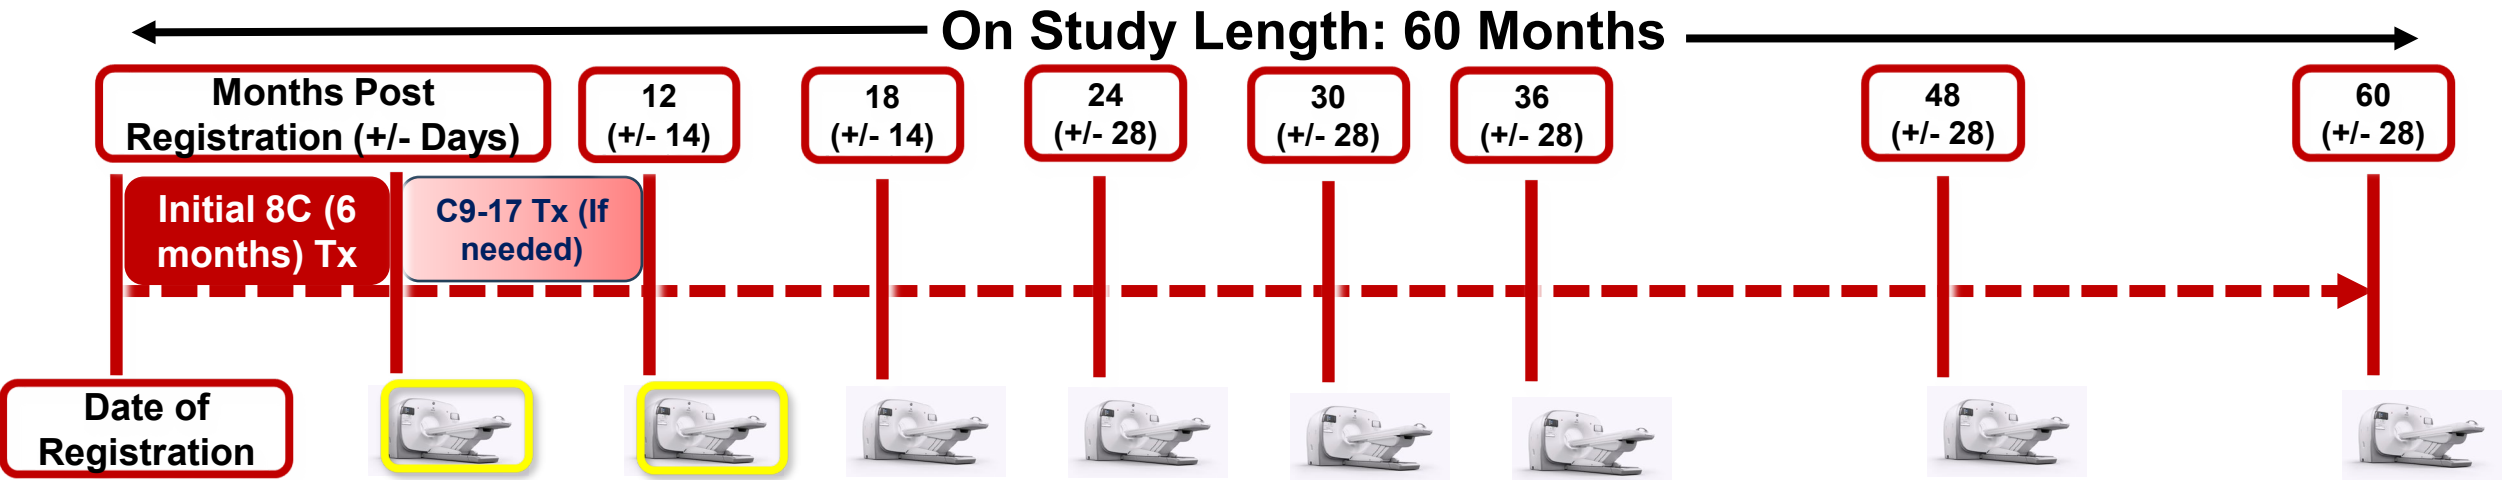 On Study Length: 60 Months
Months Post
Registration (+/- Days)
12
(+/- 14)
18
(+/- 14)
24
(+/- 28)
30
(+/- 28)
36
(+/- 28)
48
(+/- 28)
60
(+/- 28)
Initial 8C (6
months) Tx
C9-17 Tx (If
needed)
Date of
Registration